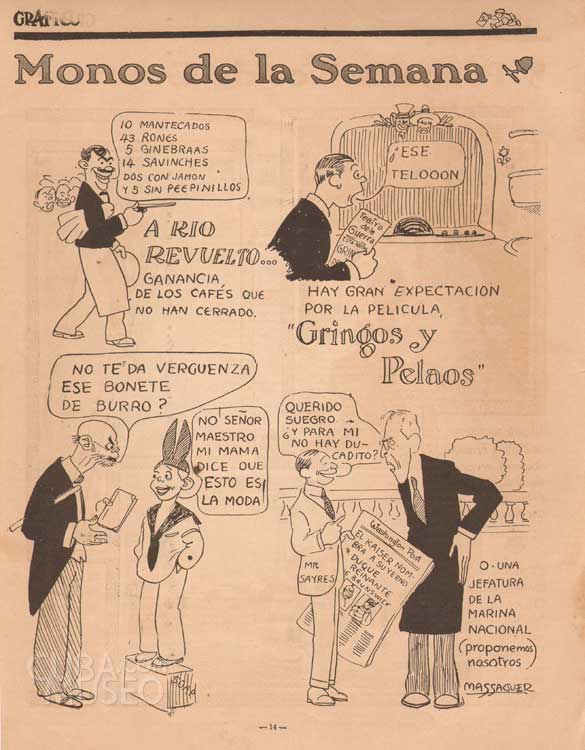 GRAFICO
Monos de la Semana
10 MANTECADOS
43 RONES
5 GINEBRAAS
14 SAVINCHES
DOS CON JAMON
Y 5 SIN PEEPINILLOS
A RIO
REVUELTO...
GANANCIA,
DE LOS CAFÉS QUE
NO HAN CERRADO.
¡ESE
TELOOON
Teatro
de la
Guerra
HAY GRAN EXPECTACION
POR LA PELICULA,
"Gringos y
Pelaos"
NO TE DA VERGUENZA
ESE BONETE
DE BURRO?
NO SEÑOR
MAESTRO
MI MAMA
DICE QUE
ESTO ES
LA MODA
QUERIDO
SUEGRO
¿Y PARA MI
NO HAY DU-
CADITO?
MR
SAYRES
Washington Post
EL KAISER NOM-
BRA A SU YERNO
DUQUE
REINANTE
BRUNSWICK
O UNA
JEFATURA
DE LA
MARINA
NACIONAL
(proponemos
nosotros)
MASSAGUER
CUBAN
MUSEO
— 14 —